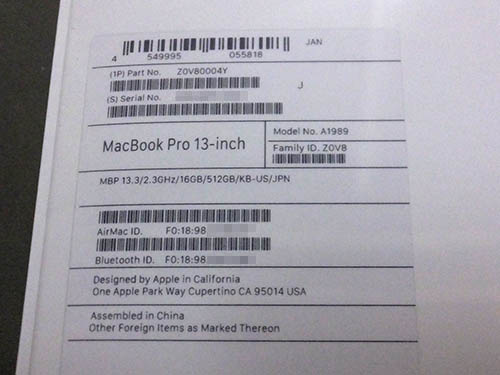 JAN
4 549995 055818
(1P) Part No. Z0V80004Y
(S) Serial No.
J
MacBook Pro 13-inch
Model No. A1989
Family ID. Z0V8
MBP 13.3/2.3GHz/16GB/512GB/KB-US/JPN
AirMac ID. F0:18:98
Bluetooth ID. F0:18:98
Designed by Apple in California
One Apple Park Way Cupertino CA 95014 USA
Assembled in China
Other Foreign Items as Marked Thereon